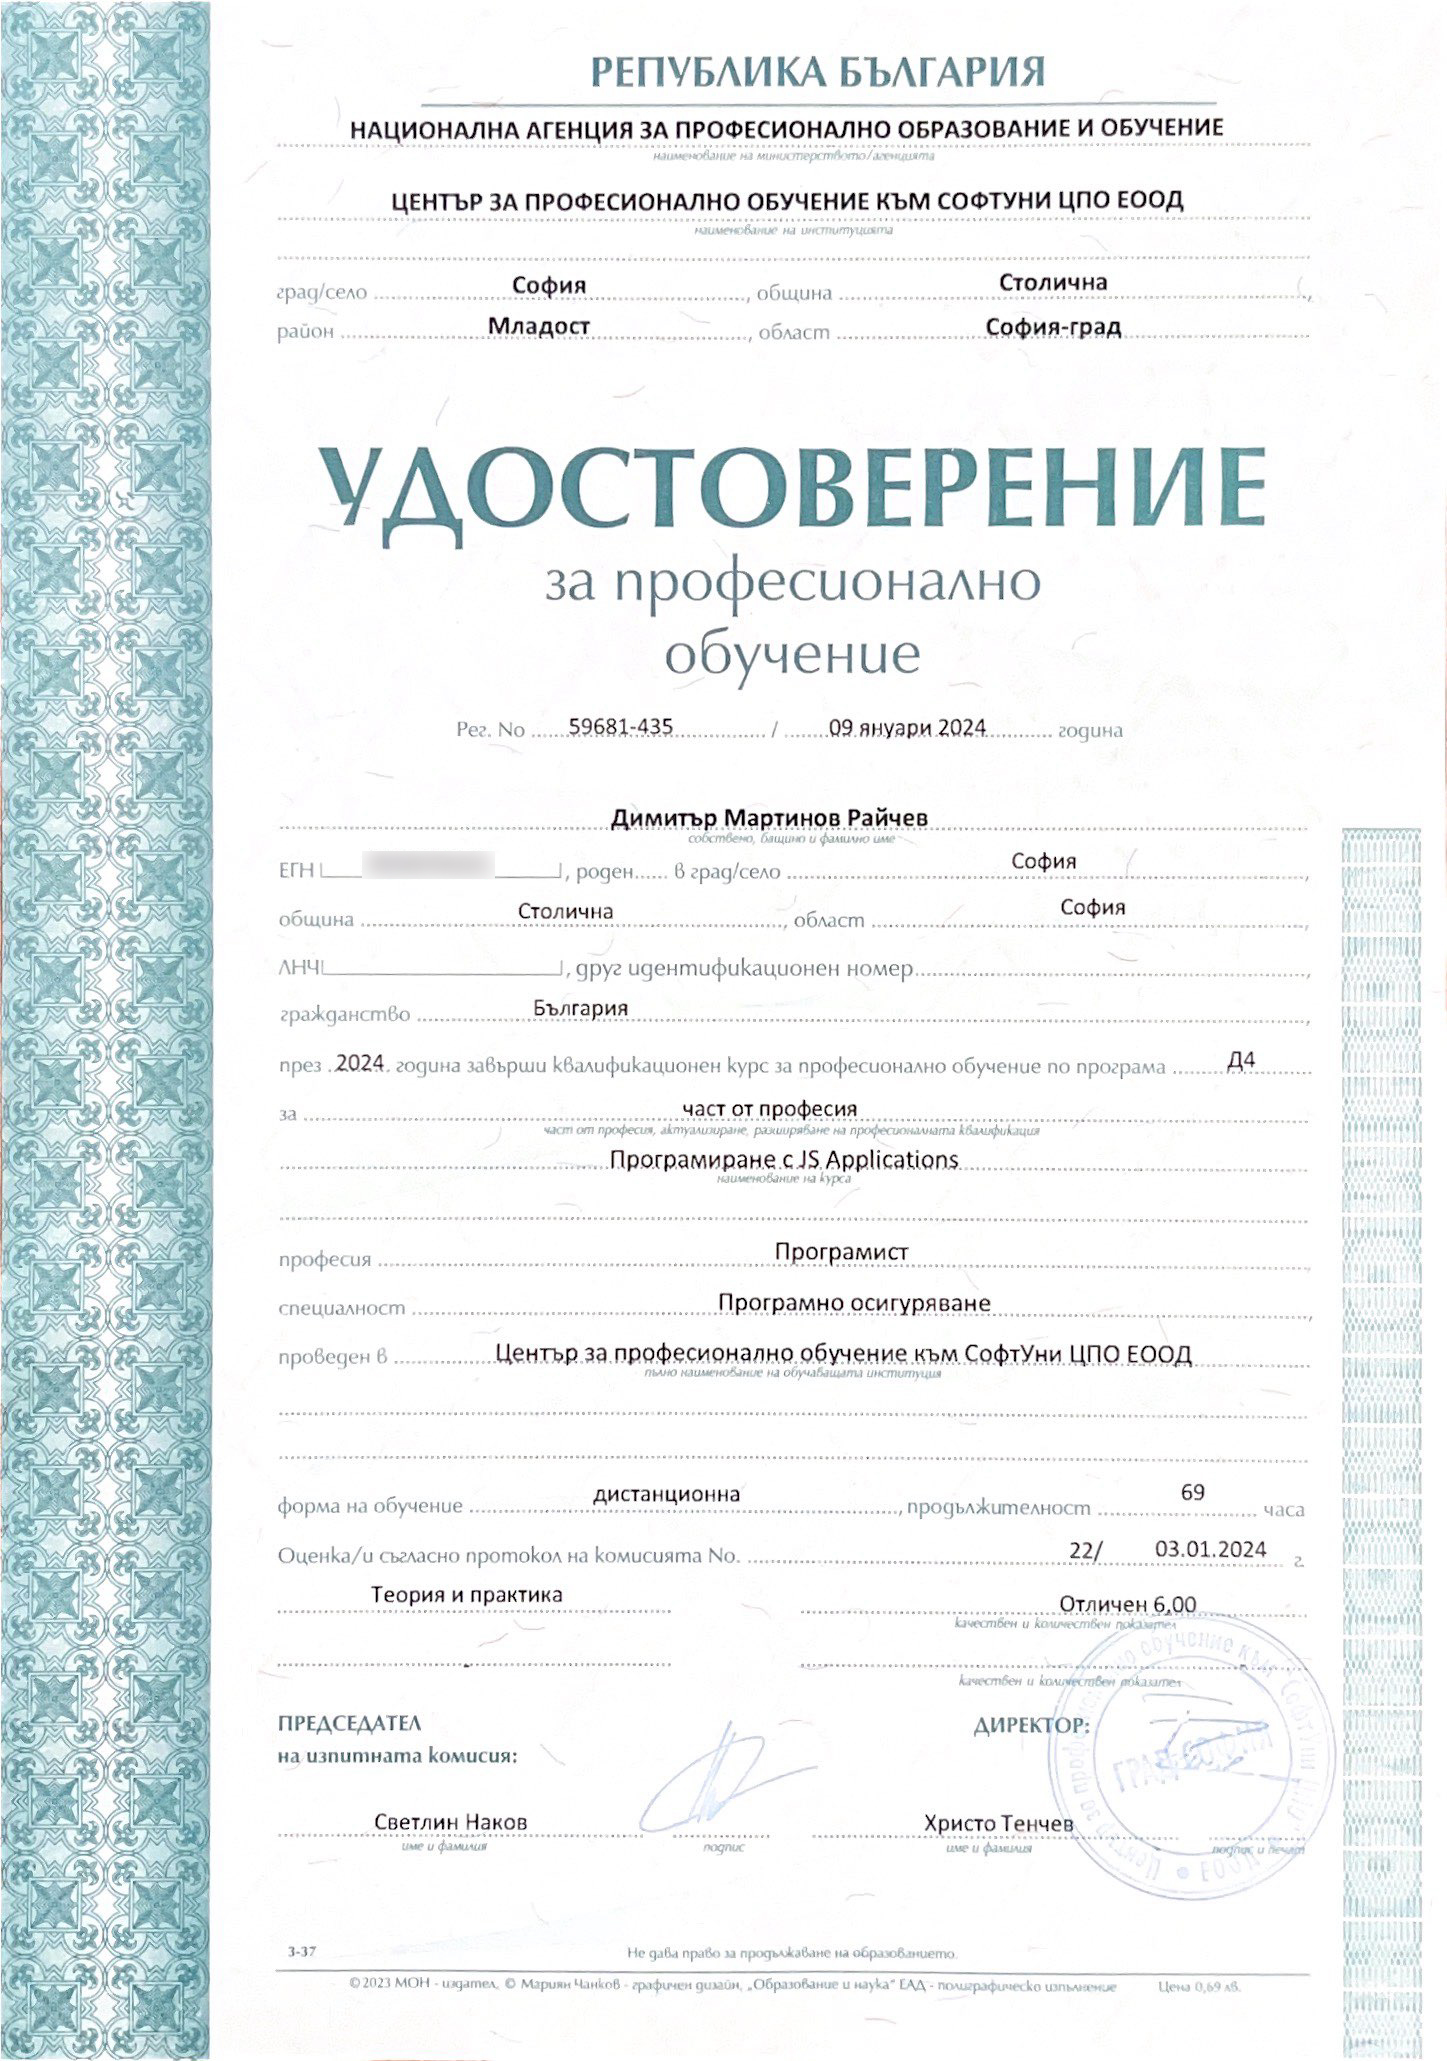 РЕПУБЛИКА БЪЛГАРИЯ
НАЦИОНАЛНА АГЕНЦИЯ ЗА ПРОФЕСИОНАЛНО ОБРАЗОВАНИЕ И ОБУЧЕНИЕ
наименование на министерството/агенцията
ЦЕНТЪР ЗА ПРОФЕСИОНАЛНО ОБУЧЕНИЕ КЪМ СОФТУНИ ЦПО ЕООД
наименование на институцията
град/село София, община Столична,
район Младост, област София-град
УДОСТОВЕРЕНИЕ
за професионално
обучение
Рег. No 59681-435 / 09 януари 2024 година
Димитър Мартинов Райчев
собствено, бащино и фамилно име
ЕГН, роден...... в град/село София,
община Столична, област София,
ЛНЧ, друг идентификационен номер,
гражданство България,
през 2024 година завърши квалификационен курс за професионално обучение по програма Д4
за част от професия
част от професия, актуализиране, разширяване на професионалната квалификация
Програмиране с JS Applications
наименование на курса
професия Програмист
специалност Програмно осигуряване,
проведен в Център за професионално обучение към СофтУни ЦПО ЕООД
пълно наименование на обучаващата институция
форма на обучение дистанционна, продължителност 69 часа
Оценка/и съгласно протокол на комисията No. 22/ 03.01.2024 г.
Теория и практика Отличен 6,00
качествен и количествен показател
качествен и количествен показател
ПРЕДСЕДАТЕЛ ДИРЕКТОР:
на изпитната комисия:
Светлин Наков Христо Тенчев
име и фамилия подпис име и фамилия подпис и печат
Център за професионално обучение към "Софтуни ЦПО" ЕООД
ГРАД СОФИЯ
3-37 Не дава право за продължаване на образованието.
© 2023 МОН - издател, © Мариян Чанков - графичен дизайн, „Образование и наука“ ЕАД - полиграфическо изпълнение Цена 0,69 лв.